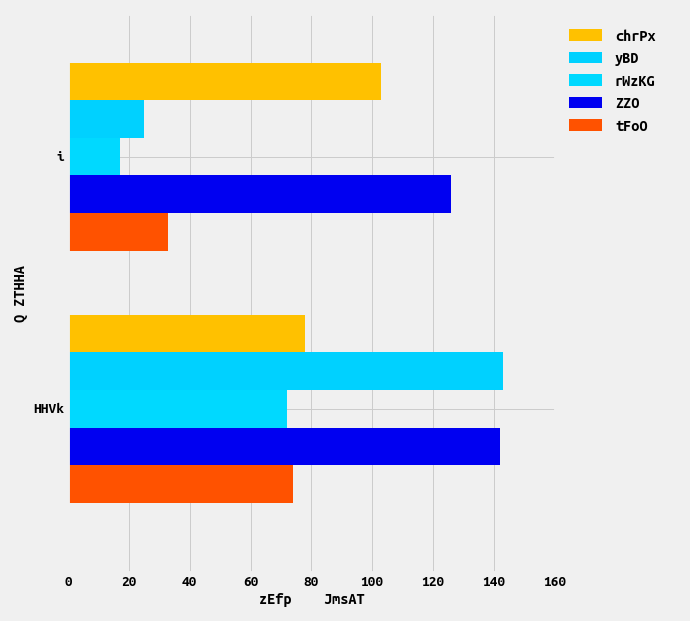 chrPx
yBD
rWzKG
ZZO
tFoO
i
HHVk
Q ZTHHA
0 20 40 60 80 100 120 140 160
zEfp JmsAT